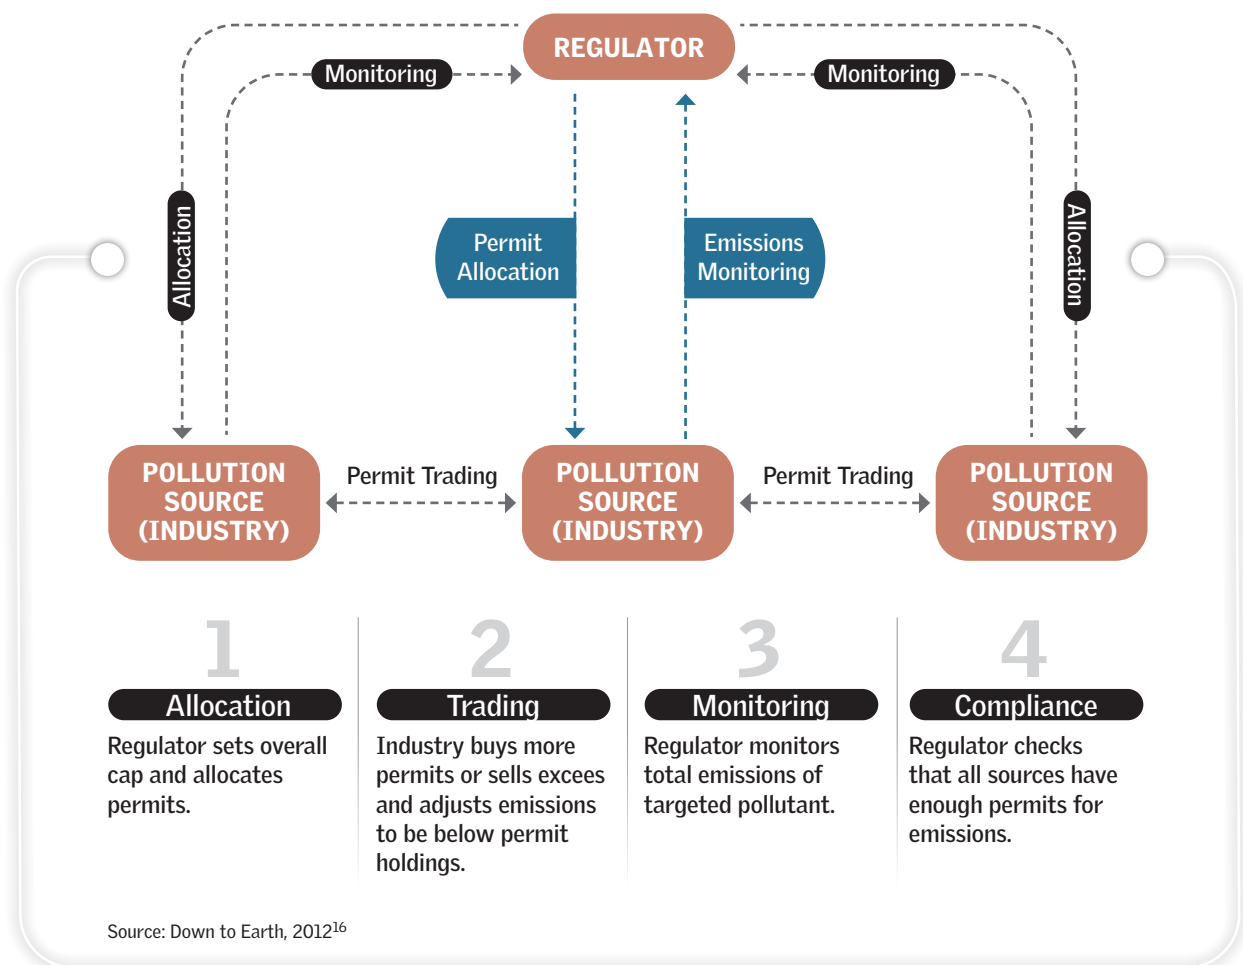 REGULATOR
Monitoring
Monitoring
Allocation
Permit
Allocation
Emissions
Monitoring
Allocation
POLLUTION
SOURCE
(INDUSTRY)
Permit Trading
POLLUTION
SOURCE
(INDUSTRY)
Permit Trading
POLLUTION
SOURCE
(INDUSTRY)
1
Allocation
Regulator sets overall
cap and allocates
permits.
2
Trading
Industry buys more
permits or sells excees
and adjusts emissions
to be below permit
holdings.
3
Monitoring
Regulator monitors
total emissions of
targeted pollutant.
4
Compliance
Regulator checks
that all sources have
enough permits for
emissions.
Source: Down to Earth, 2012¹⁶